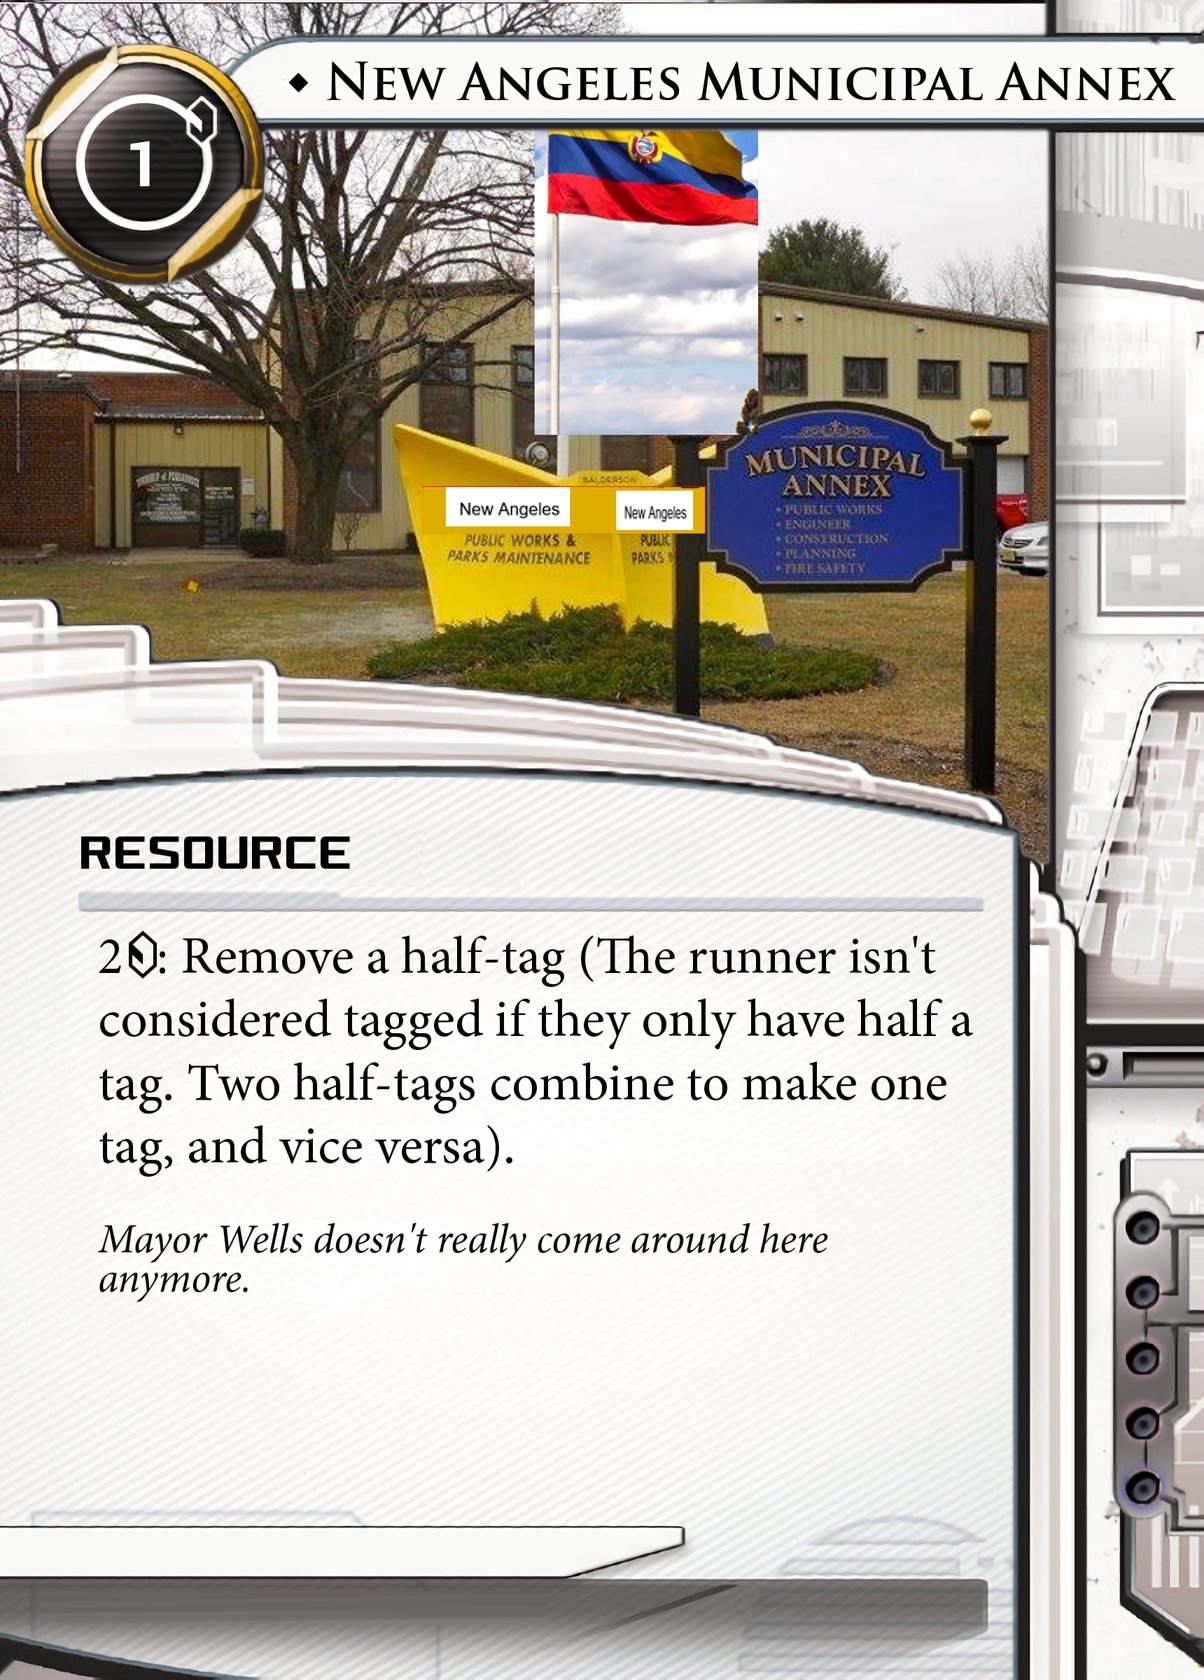 ◆ New Angeles Municipal Annex
1
BALDERSON
New Angeles
New Angeles
PUBLIC WORKS &
PARKS MAINTENANCE
PUBLIC
PARKS
MUNICIPAL
ANNEX
• PUBLIC WORKS
• ENGINEER
• CONSTRUCTION
• PLANNING
• FIRE SAFETY
RESOURCE
2: Remove a half-tag (The runner isn't
considered tagged if they only have half a
tag. Two half-tags combine to make one
tag, and vice versa).
Mayor Wells doesn't really come around here
anymore.